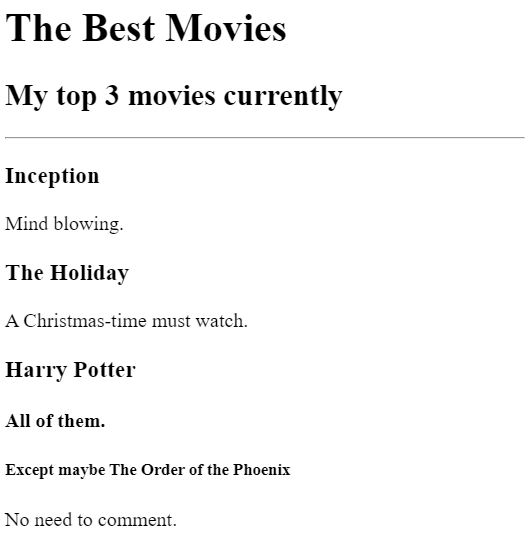 The Best Movies
My top 3 movies currently
Inception
Mind blowing.
The Holiday
A Christmas-time must watch.
Harry Potter
All of them.
Except maybe The Order of the Phoenix
No need to comment.